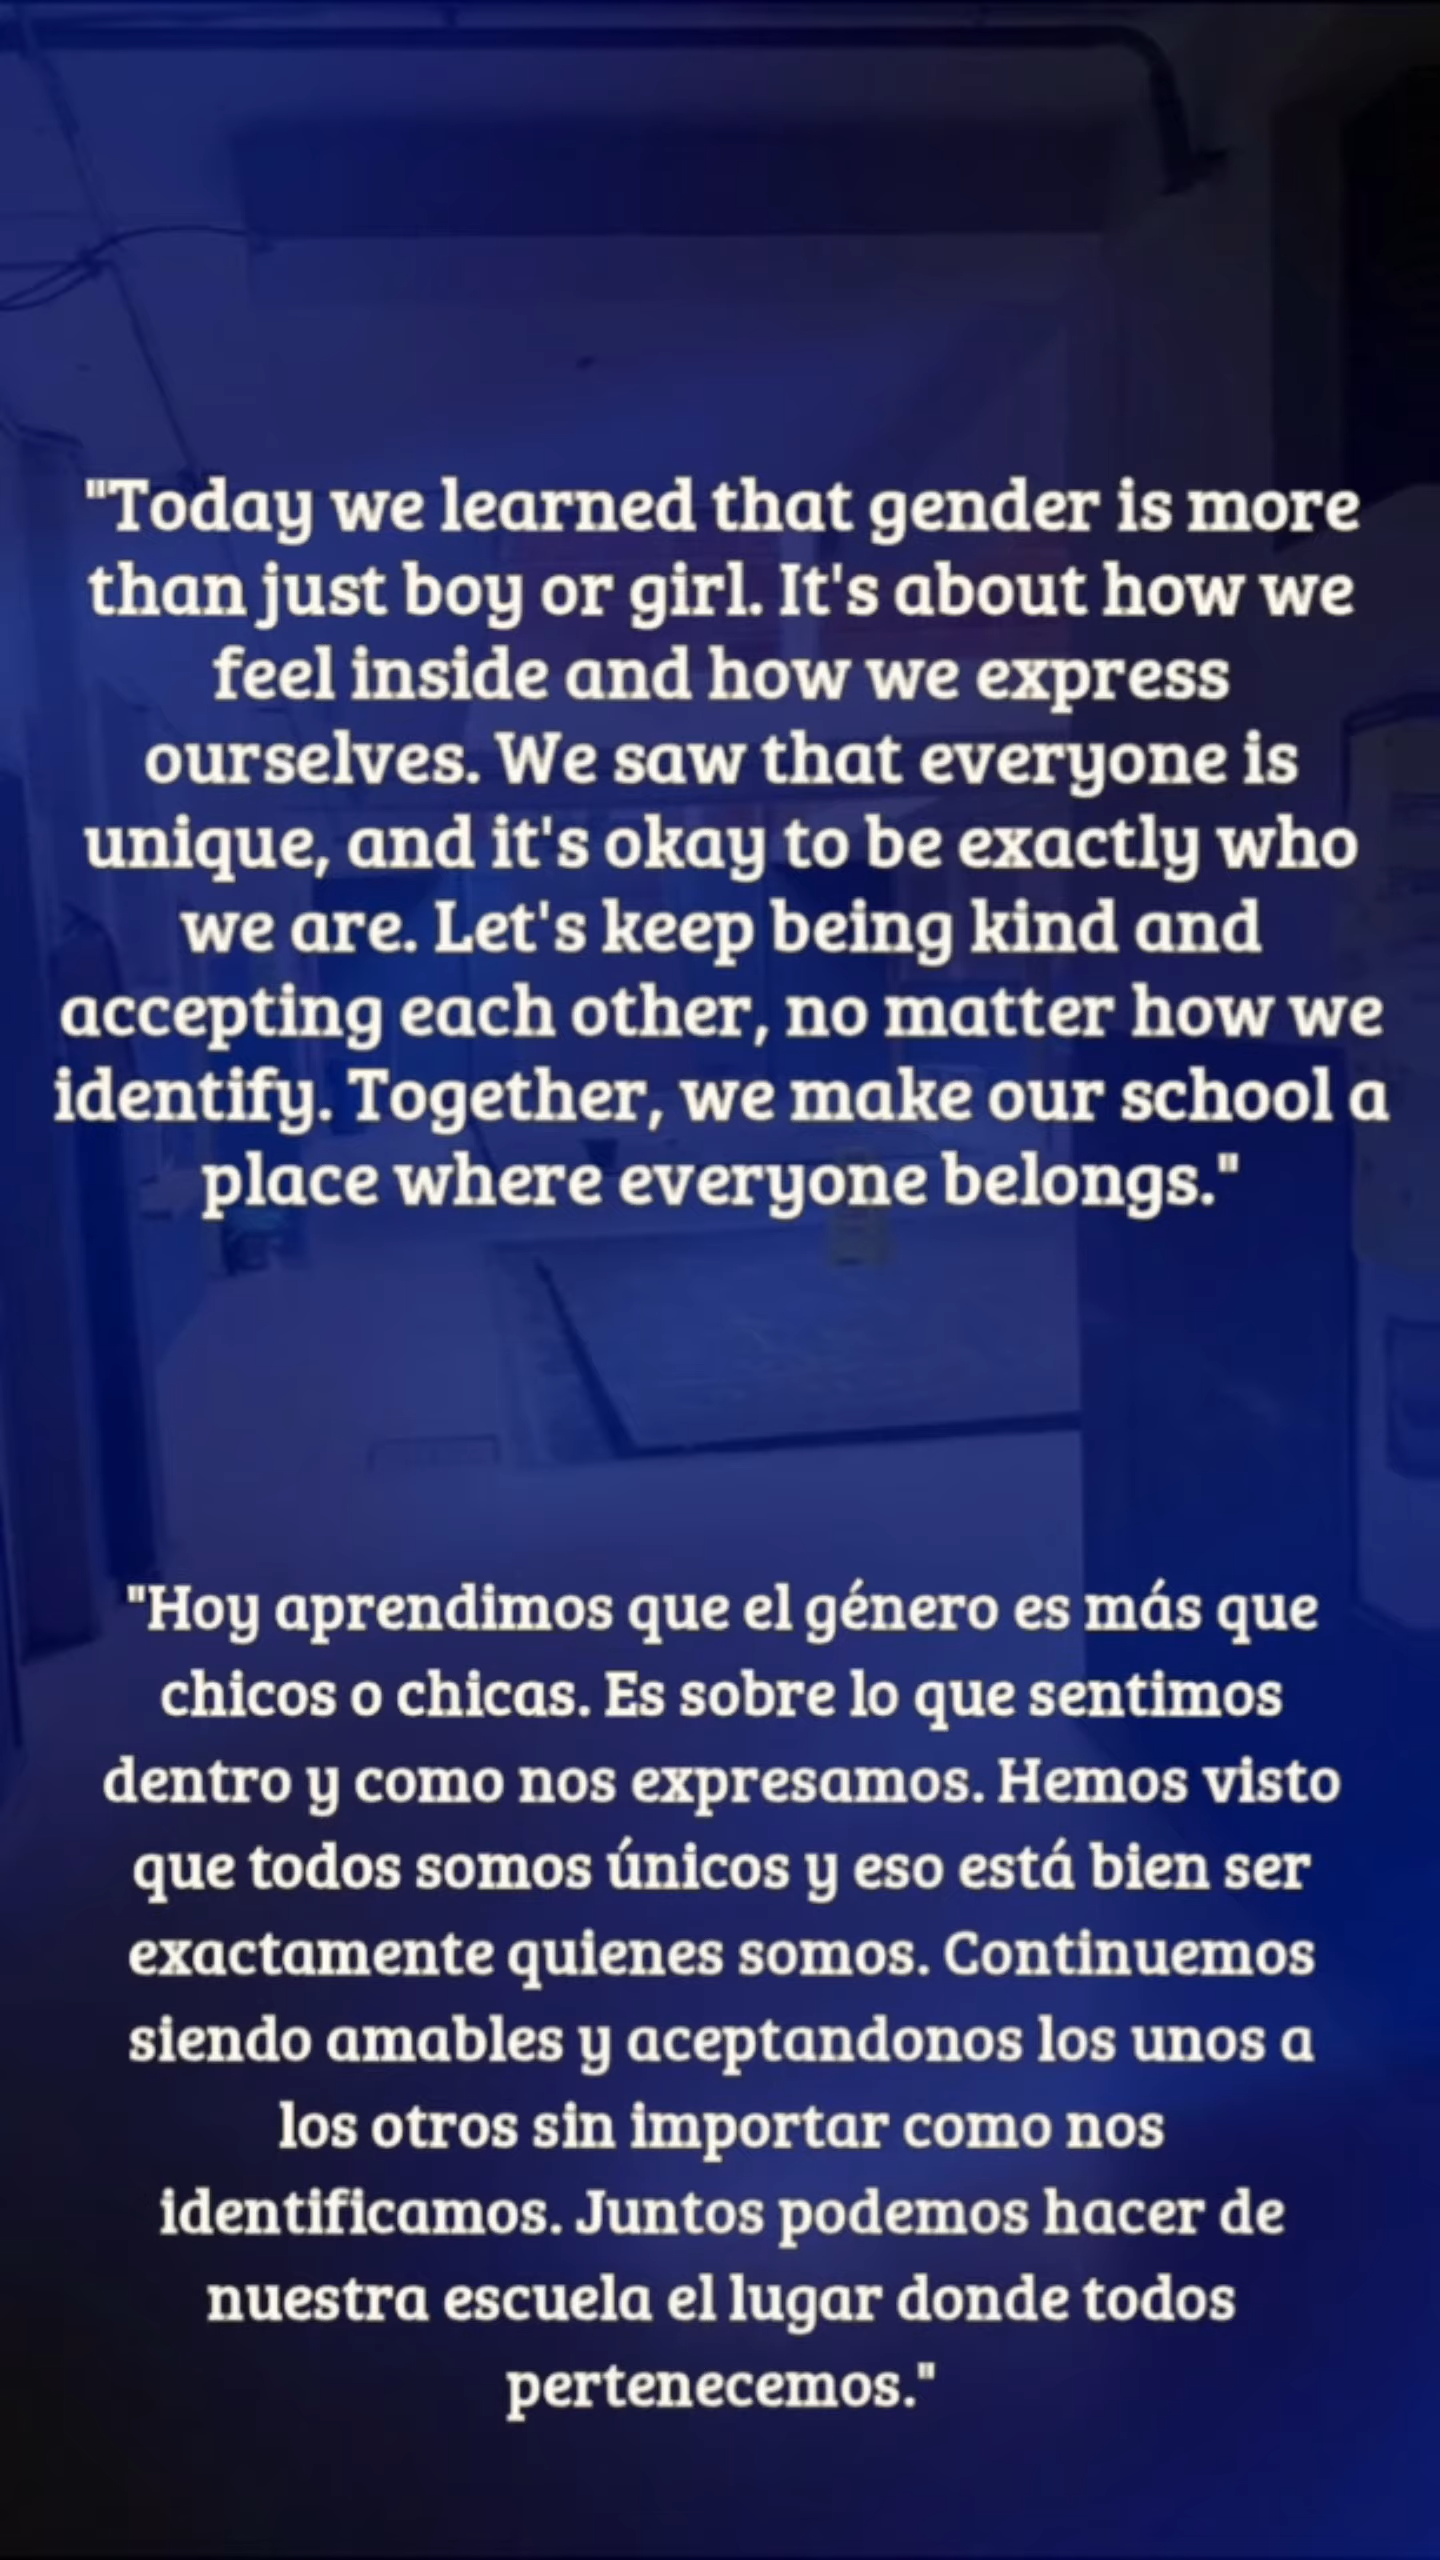 "Today we learned that gender is more
than just boy or girl. It's about how we
feel inside and how we express
ourselves. We saw that everyone is
unique, and it's okay to be exactly who
we are. Let's keep being kind and
accepting each other, no matter how we
identify. Together, we make our school a
place where everyone belongs."
"Hoy aprendimos que el género es más que
chicos o chicas. Es sobre lo que sentimos
dentro y como nos expresamos. Hemos visto
que todos somos únicos y eso está bien ser
exactamente quienes somos. Continuemos
siendo amables y aceptandonos los unos a
los otros sin importar como nos
identificamos. Juntos podemos hacer de
nuestra escuela el lugar donde todos
pertenecemos."